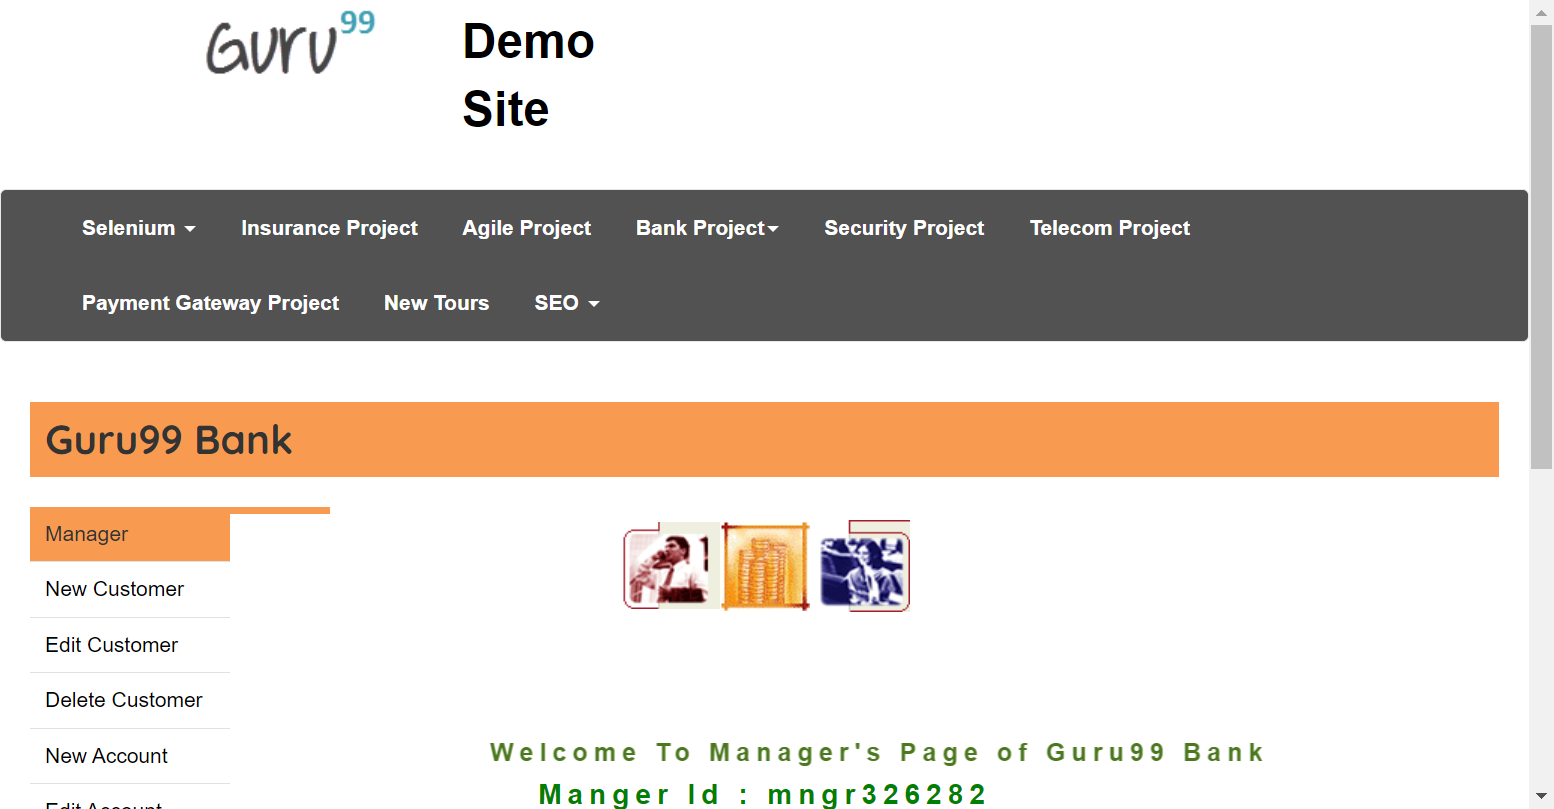 Guru99
Demo
Site
Selenium Insurance Project Agile Project Bank Project Security Project Telecom Project
Payment Gateway Project New Tours SEO
Guru99 Bank
Manager
New Customer
Edit Customer
Delete Customer
New Account
Edit Account
Welcome To Manager's Page of Guru99 Bank
Manger Id : mngr326282